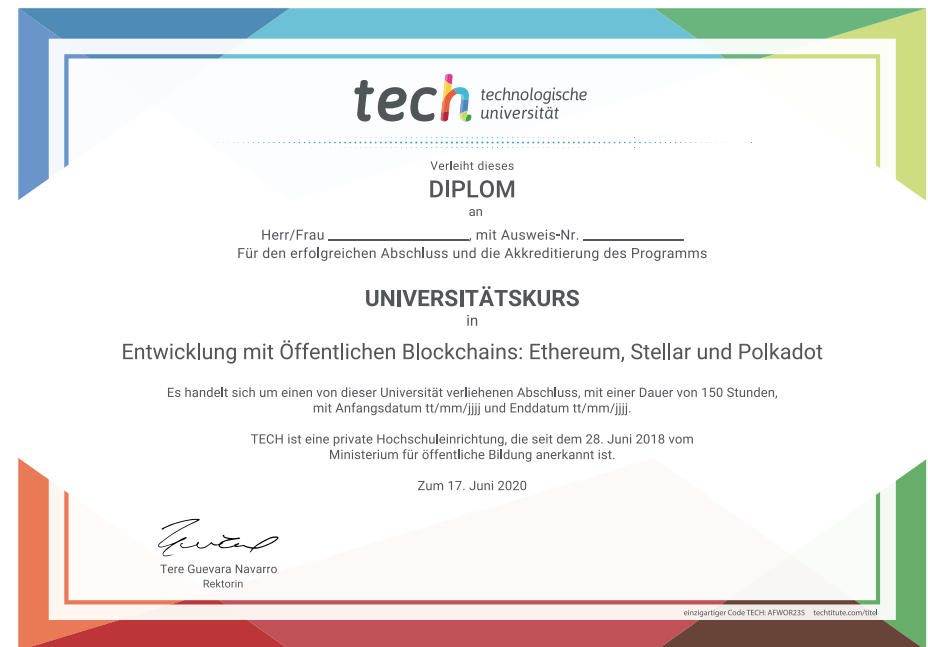 tech technologische
universität
Verleiht dieses
DIPLOM
an
Herr/Frau ____________________, mit Ausweis-Nr. ______________
Für den erfolgreichen Abschluss und die Akkreditierung des Programms
UNIVERSITÄTSKURS
in
Entwicklung mit Öffentlichen Blockchains: Ethereum, Stellar und Polkadot
Es handelt sich um einen von dieser Universität verliehenen Abschluss, mit einer Dauer von 150 Stunden,
mit Anfangsdatum tt/mm/jjjj und Enddatum tt/mm/jjjj.
TECH ist eine private Hochschuleinrichtung, die seit dem 28. Juni 2018 vom
Ministerium für öffentliche Bildung anerkannt ist.
Zum 17. Juni 2020
Tere Guevara Navarro
Rektorin
einzigartiger Code TECH: AFWOR23S techtitute.com/titel